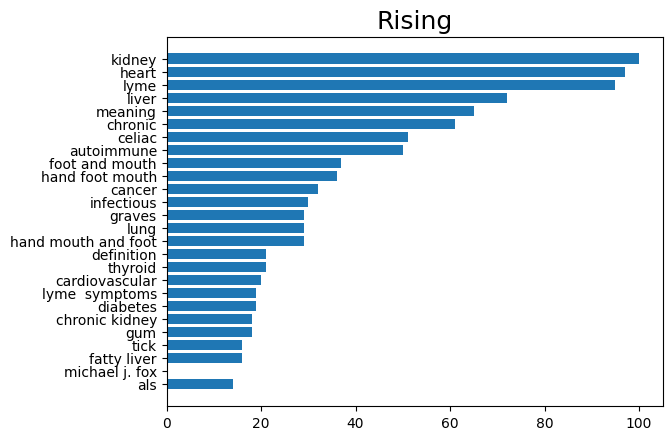 Rising
kidney
heart
lyme
liver
meaning
chronic
celiac
autoimmune
foot and mouth
hand foot mouth
cancer
infectious
graves
lung
hand mouth and foot
definition
thyroid
cardiovascular
lyme  symptoms
diabetes
chronic kidney
gum
tick
fatty liver
michael j. fox
als
0 20 40 60 80 100